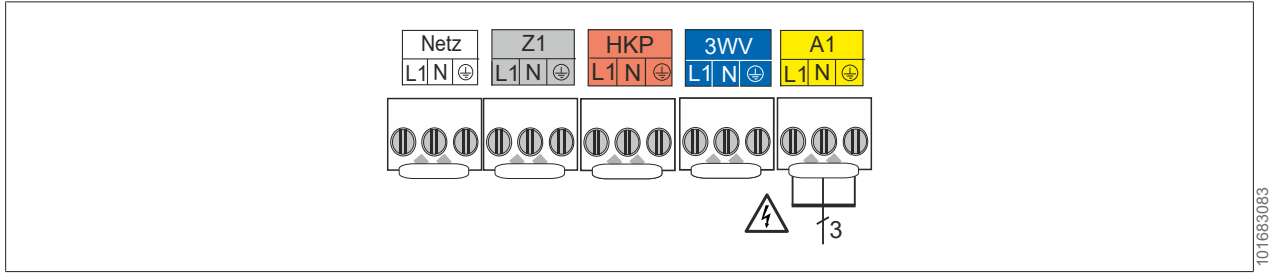 Netz Z1 HKP 3WV A1
L1 N ⏚ L1 N ⏚ L1 N ⏚ L1 N ⏚ L1 N ⏚
3
101683083